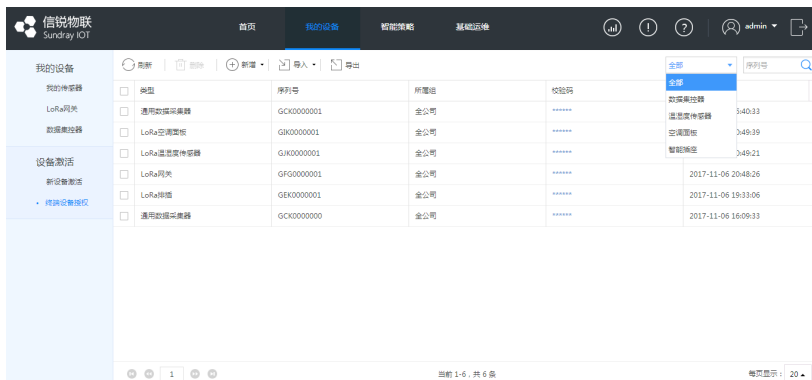 信锐物联
Sundray IOT
首页
我的设备
智能策略
基础运维
admin
我的设备
我的传感器
LoRa网关
数据集控器
设备激活
新设备激活
终端设备授权
刷新
删除
新增
导入
导出
全部
序列号
全部
数据集控器
温湿度传感器
空调面板
智能插座
类型 序列号 所属组 校验码
通用数据采集器 GCK0000001 全公司 ****** 5:40:33
LoRa空调面板 GIK0000001 全公司 ****** 0:49:39
LoRa温湿度传感器 GJK0000001 全公司 ****** 0:49:21
LoRa网关 GFG0000001 全公司 ****** 2017-11-06 20:48:26
LoRa排插 GEK0000001 全公司 ****** 2017-11-06 19:33:06
通用数据采集器 GCK0000000 全公司 ****** 2017-11-06 16:09:33
1
当前 1-6 , 共 6 条
每页显示： 20